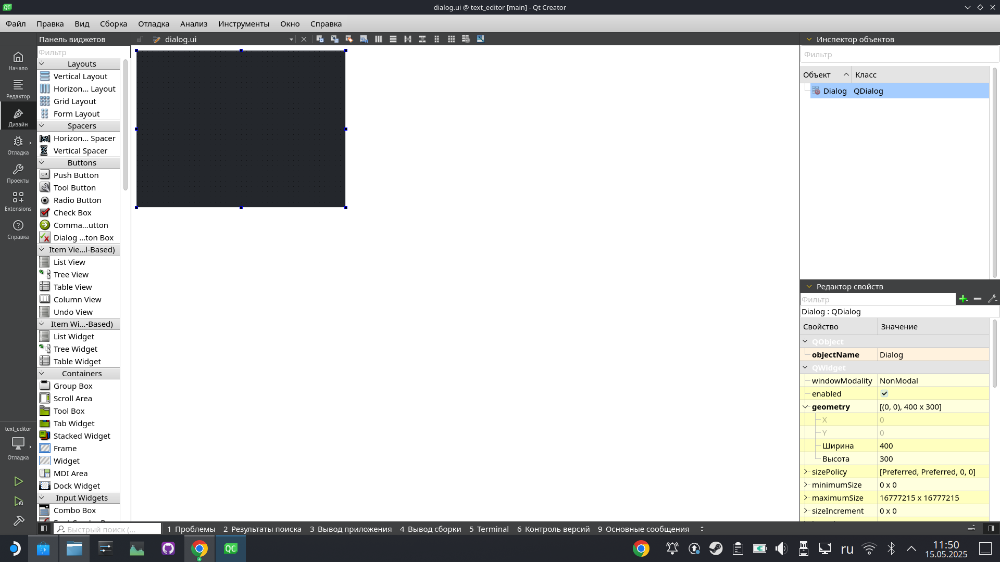 QC
dialog.ui @ text_editor [main] - Qt Creator
Файл Правка Вид Сборка Отладка Анализ Инструменты Окно Справка
Начало
Редактор
Дизайн
Отладка
Проекты
Extensions
Справка
text_editor
Отладка
Панель виджетов
Фильтр
Layouts
Vertical Layout
Horizon... Layout
Grid Layout
Form Layout
Spacers
Horizon... Spacer
Vertical Spacer
Buttons
OK Push Button
Tool Button
Radio Button
Check Box
Comma...utton
Dialog ...ton Box
Item Vie...l-Based)
List View
Tree View
Table View
Column View
Undo View
Item Wi...-Based)
List Widget
Tree Widget
Table Widget
Containers
Group Box
Scroll Area
Tool Box
Tab Widget
Stacked Widget
Frame
Widget
MDI Area
Dock Widget
Input Widgets
Combo Box
dialog.ui
Инспектор объектов
Фильтр
Объект Класс
Dialog QDialog
Редактор свойств
Фильтр
Dialog : QDialog
Свойство Значение
QObject
objectName Dialog
QWidget
windowModality NonModal
enabled
geometry [(0, 0), 400 x 300]
X 0
Y 0
Ширина 400
Высота 300
sizePolicy [Preferred, Preferred, 0, 0]
minimumSize 0 x 0
maximumSize 16777215 x 16777215
sizeIncrement 0 x 0
Быстрый поиск (... 1 Проблемы 2 Результаты поиска 3 Вывод приложения 4 Вывод сборки 5 Terminal 6 Контроль версий 9 Основные сообщения
QC
ru
11:50
15.05.2025